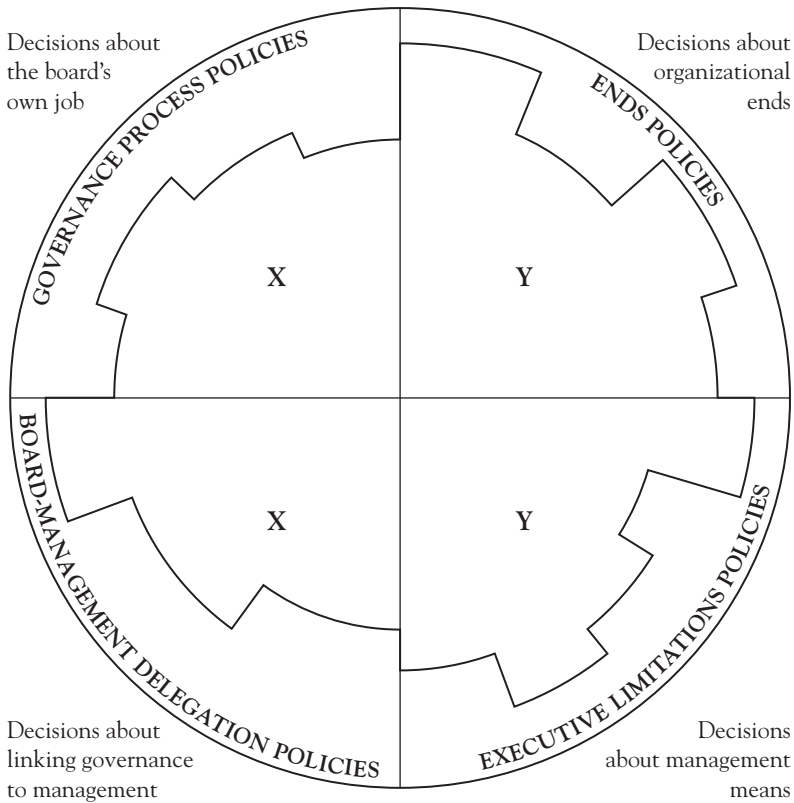 Decisions about
the board's
own job
GOVERNANCE PROCESS POLICIES
Decisions about
organizational
ends
ENDS POLICIES
X
Y
X
Y
BOARD-MANAGEMENT DELEGATION POLICIES
EXECUTIVE LIMITATIONS POLICIES
Decisions about
linking governance
to management
Decisions
about management
means